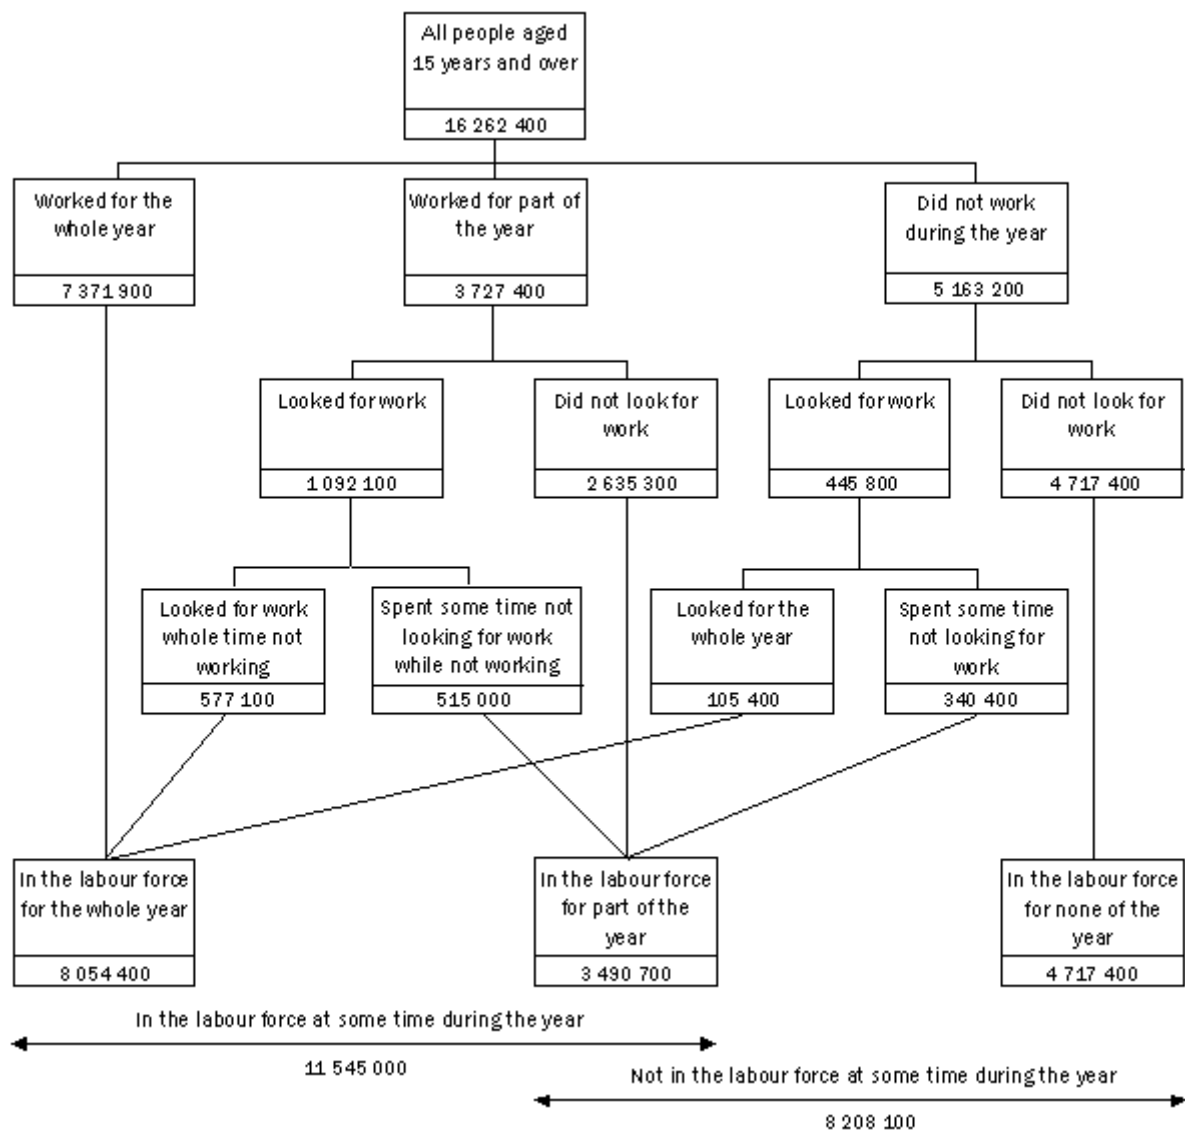 All people aged
15 years and over
16 262 400
Worked for the
whole year
7 371 900
Worked for part of
the year
3 727 400
Did not work
during the year
5 163 200
Looked for work
1 092 100
Did not look for
work
2 635 300
Looked for work
445 800
Did not look for
work
4 717 400
Looked for work
whole time not
working
577 100
Spent some time not
looking for work
while not working
515 000
Looked for the
whole year
105 400
Spent some time
not looking for
work
340 400
In the labour force
for the whole year
8 054 400
In the labour force
for part of the
year
3 490 700
In the labour force
for none of the
year
4 717 400
In the labour force at some time during the year
11 545 000
Not in the labour force at some time during the year
8 208 100